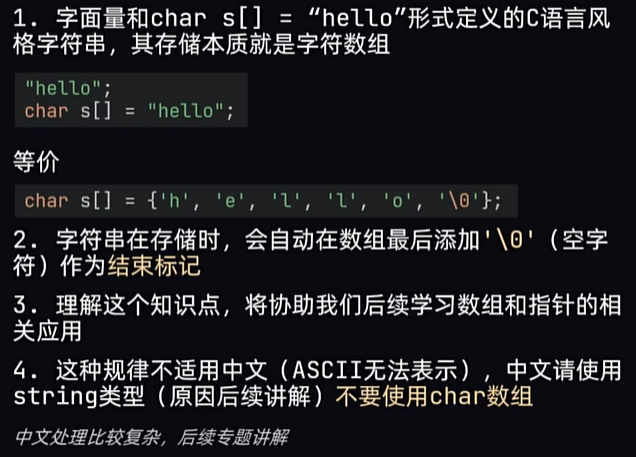 1. 字面量和char s[] = “hello”形式定义的C语言风
格字符串，其存储本质就是字符数组
"hello";
char s[] = "hello";
等价
char s[] = {'h', 'e', 'l', 'l', 'o', '\0'};
2. 字符串在存储时，会自动在数组最后添加'\0'（空字
符）作为结束标记
3. 理解这个知识点，将协助我们后续学习数组和指针的相
关应用
4. 这种规律不适用中文（ASCII无法表示），中文请使用
string类型（原因后续讲解）不要使用char数组
中文处理比较复杂，后续专题讲解